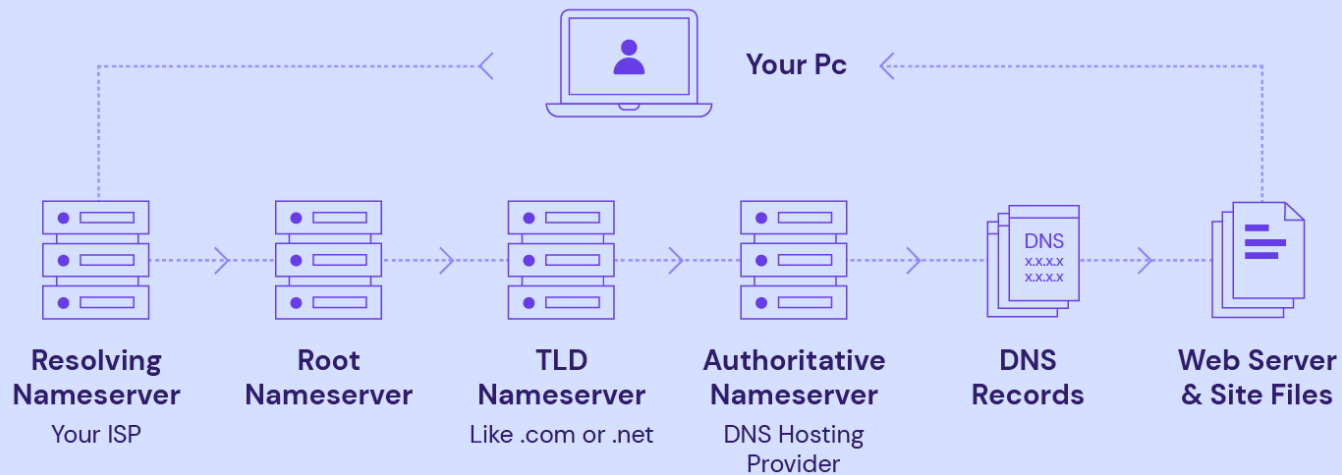 Your Pc
DNS
x.x.x.x
x.x.x.x
Resolving
Nameserver
Your ISP
Root
Nameserver
TLD
Nameserver
Like .com or .net
Authoritative
Nameserver
DNS Hosting
Provider
DNS
Records
Web Server
& Site Files